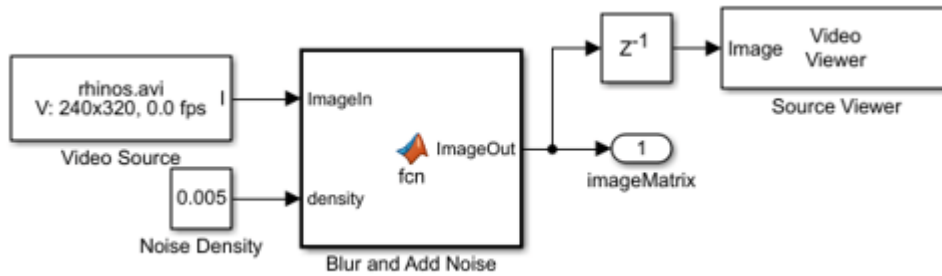 rhinos.avi
V: 240x320, 0.0 fps
I
Video Source
0.005
Noise Density
ImageIn
density
fcn
ImageOut
Blur and Add Noise
Z-1
Image
Video
Viewer
Source Viewer
1
imageMatrix